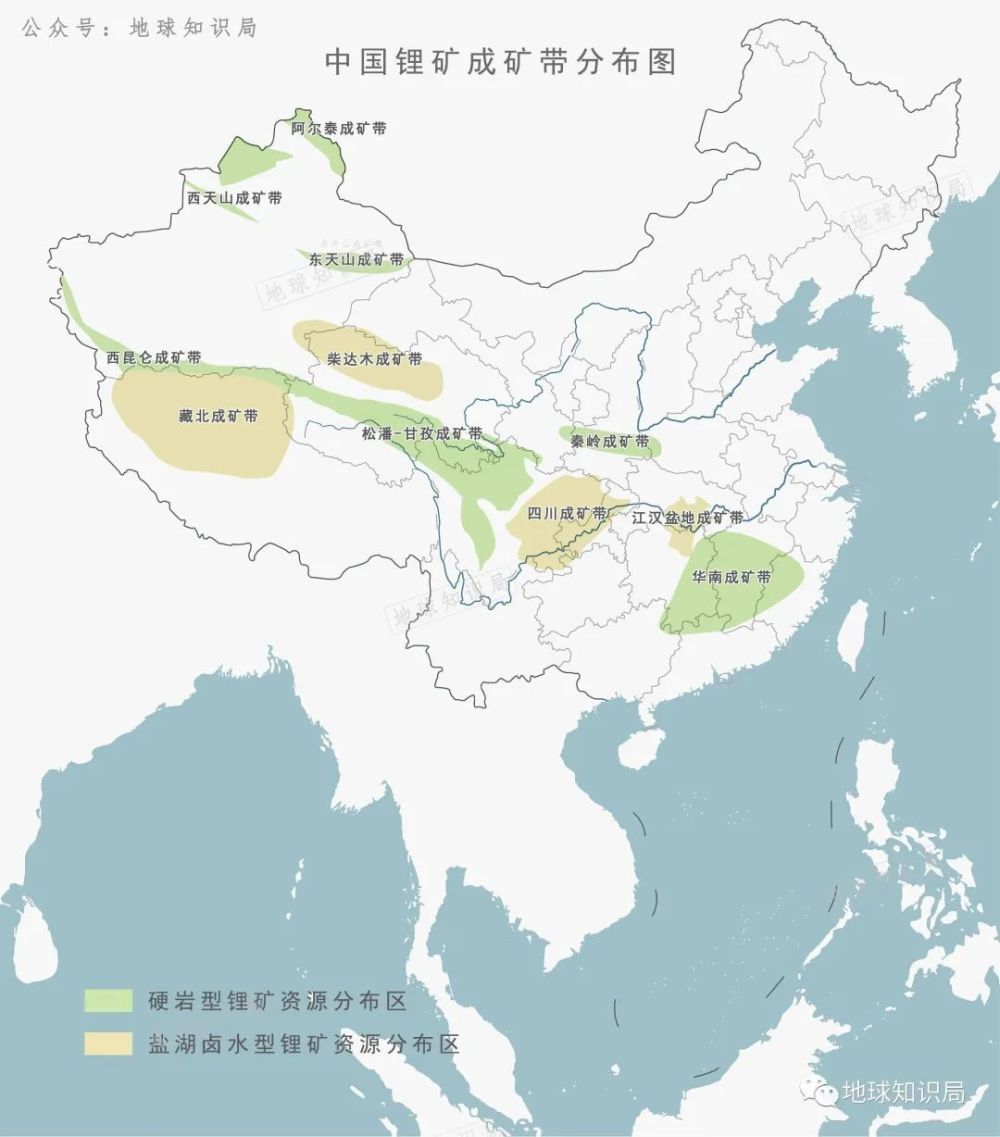 公众号：地球知识局
中国锂矿成矿带分布图
阿尔泰成矿带
西天山成矿带
地球知识局
东天山成矿带
地球知识
西昆仑成矿带
柴达木成矿带
藏北成矿带
松潘-甘孜成矿带
秦岭成矿带
四川成矿带
江汉盆地成矿带
华南成矿带
地球知识局
硬岩型锂矿资源分布区
盐湖卤水型锂矿资源分布区
地球知识局